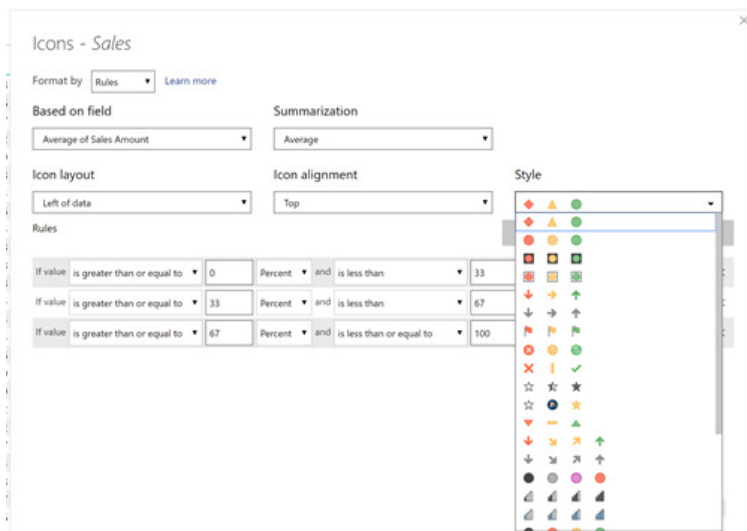 Icons - Sales
Format by Rules Learn more
Based on field Summarization
Average of Sales Amount Average
Icon layout Icon alignment Style
Left of data Top
Rules
If value is greater than or equal to 0 Percent and is less than 33
If value is greater than or equal to 33 Percent and is less than 67
If value is greater than or equal to 67 Percent and is less than or equal to 100